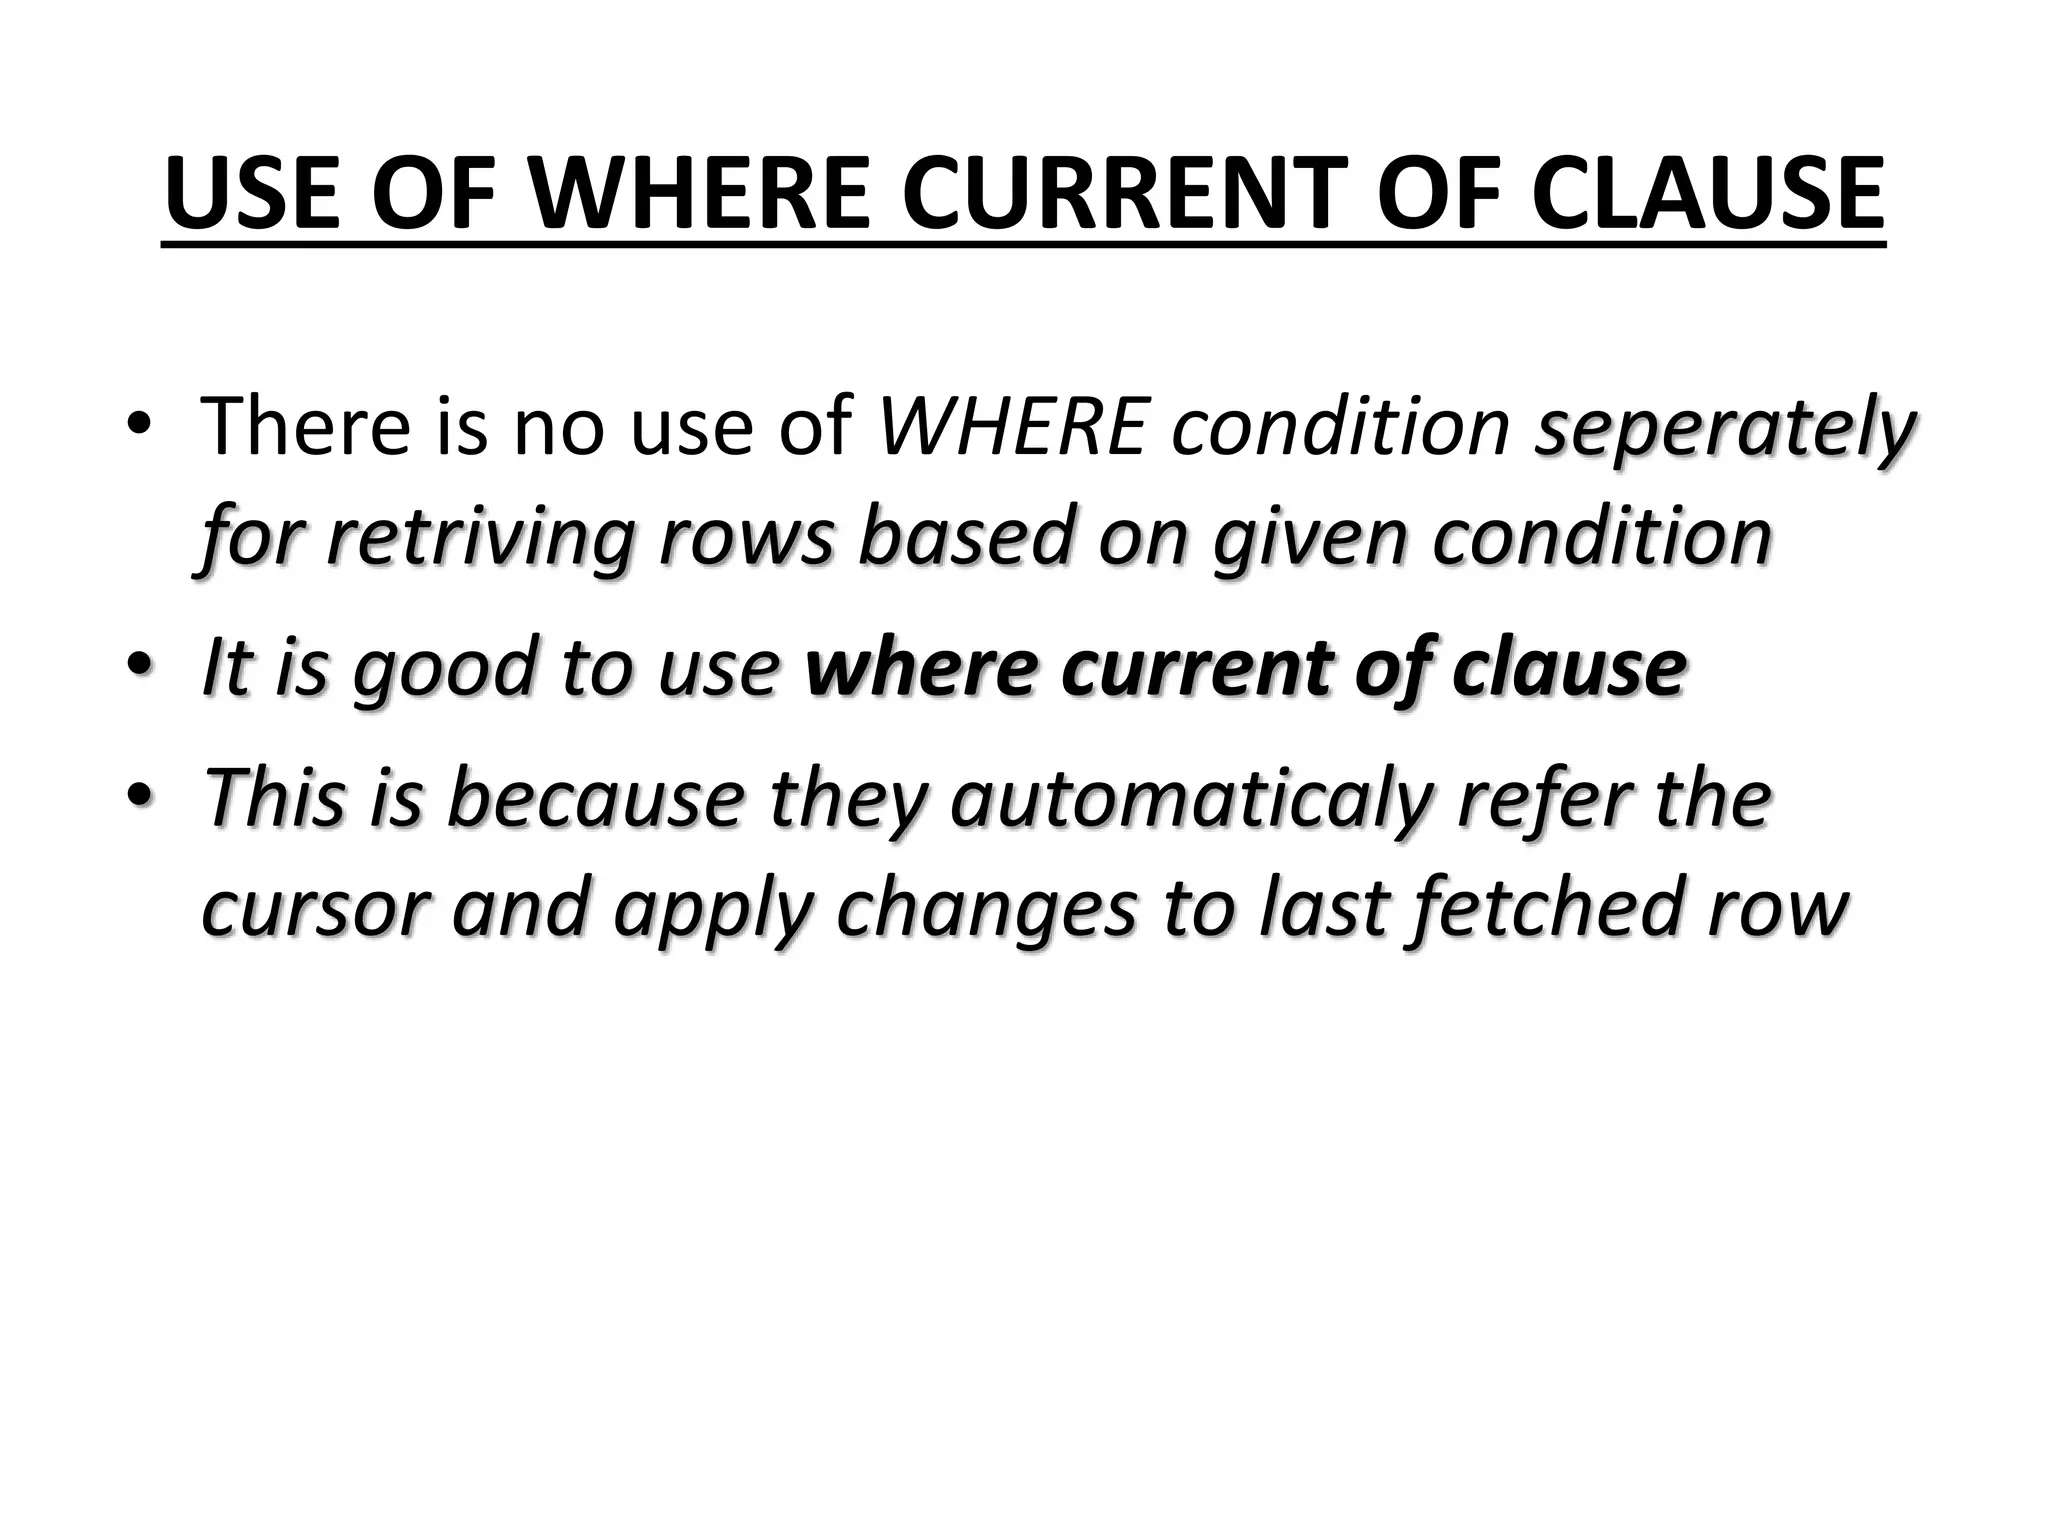 USE OF WHERE CURRENT OF CLAUSE
• There is no use of WHERE condition seperately
for retriving rows based on given condition
• It is good to use where current of clause
• This is because they automaticaly refer the
cursor and apply changes to last fetched row